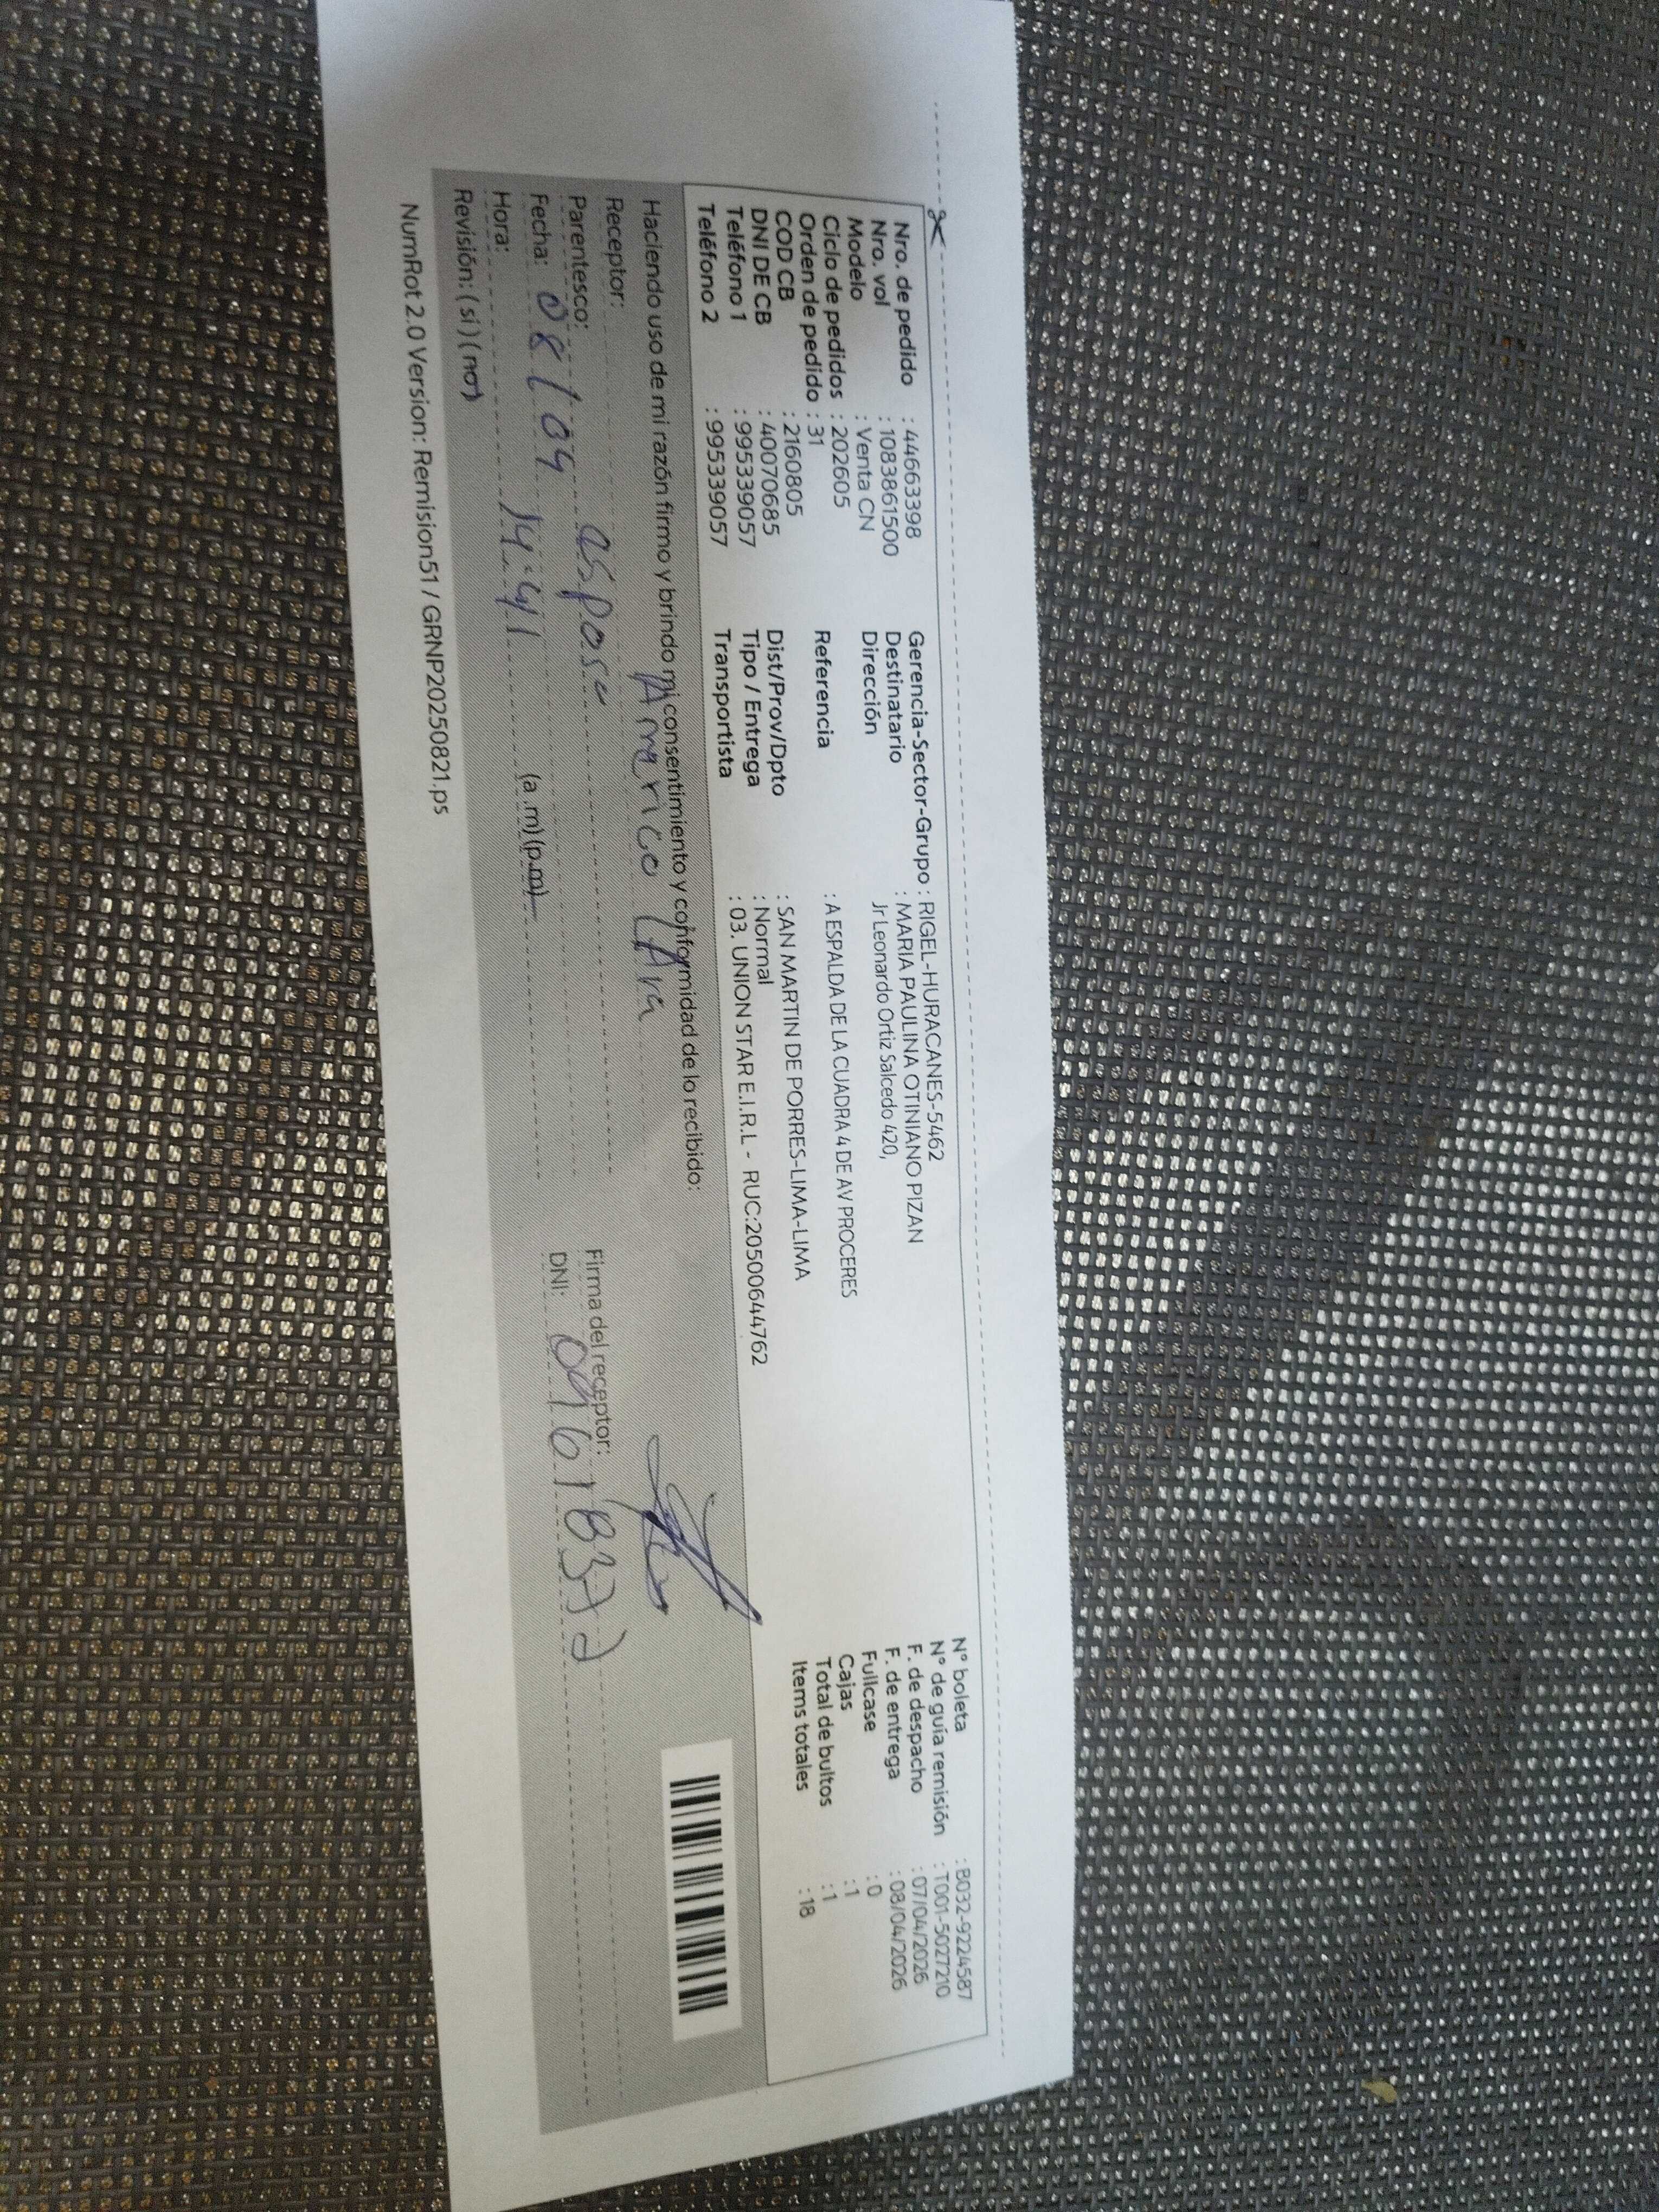 Nro. de pedido : 44663398
Nro. vol : 1083861500
Modelo : Venta CN
Ciclo de pedidos : 202605
Orden de pedido : 31
COD CB : 2160805
DNI DE CB : 40070685
Teléfono 1 : 995339057
Teléfono 2 : 995339057
Gerencia-Sector-Grupo : RIGEL-HURACANES-5462
Destinatario : MARIA PAULINA OTINIANO PIZAN
Dirección Jr Leonardo Ortiz Salcedo 420,
Referencia : A ESPALDA DE LA CUADRA 4 DE AV PROCERES
Dist/Prov/Dpto : SAN MARTIN DE PORRES-LIMA-LIMA
Tipo / Entrega : Normal
Transportista : 03. UNION STAR E.I.R.L - RUC:20500644762
N° boleta : B032-9224587
N° de guía remisión : T001-5027210
F. de despacho : 07/04/2026
F. de entrega : 08/04/2026
Fullcase : 0
Cajas : 1
Total de bultos : 1
Items totales : 18
Haciendo uso de mi razón firmo y brindo mi consentimiento y conformidad de lo recibido:
Receptor: Americo
Parentesco: esposo
Fecha: 08/04
Hora: 14:41 (a.m)(p.m)
Revisión: (sí) (no)
Firma del receptor:
DNI:
NumRot 2.0 Version: Remision51 / GRNP20250821.ps